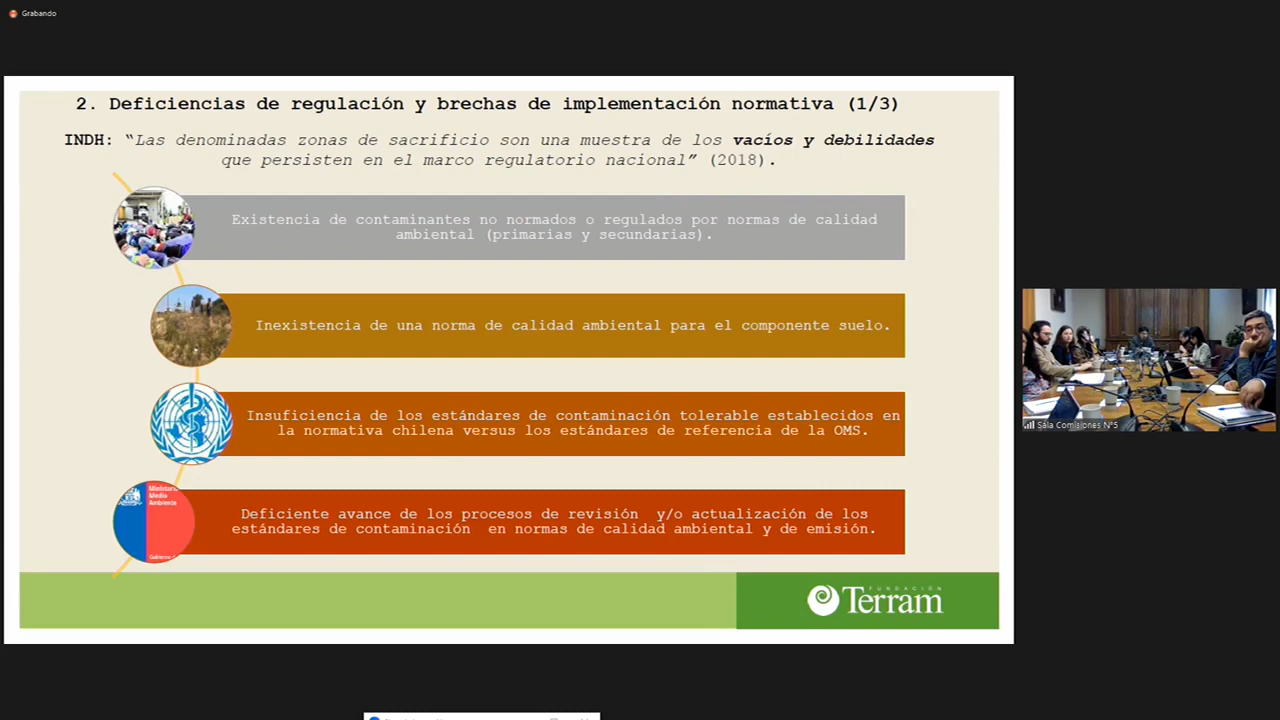 Grabando
2. Deficiencias de regulación y brechas de implementación normativa (1/3)
INDH: “Las denominadas zonas de sacrificio son una muestra de los vacíos y debilidades
que persisten en el marco regulatorio nacional” (2018).
Existencia de contaminantes no normados o regulados por normas de calidad
ambiental (primarias y secundarias).
Inexistencia de una norma de calidad ambiental para el componente suelo.
Insuficiencia de los estándares de contaminación tolerable establecidos en
la normativa chilena versus los estándares de referencia de la OMS.
Ministerio
Medio
Ambiente
Deficiente avance de los procesos de revisión  y/o actualización de los
estándares de contaminación  en normas de calidad ambiental y de emisión.
FUNDACIÓN
Terram
Sala Comisiones N°5